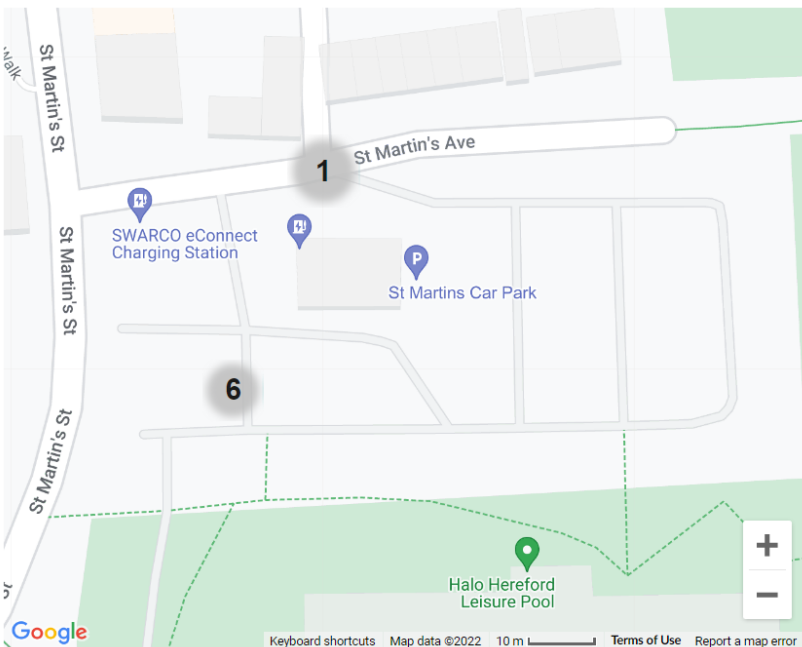 Walk
St Martin's St
1
St Martin's Ave
SWARCO eConnect
Charging Station
St Martin's St
P
St Martins Car Park
6
St Martin's St
St
Halo Hereford
Leisure Pool
+
−
Google
Keyboard shortcuts
Map data ©2022
10 m
Terms of Use
Report a map error